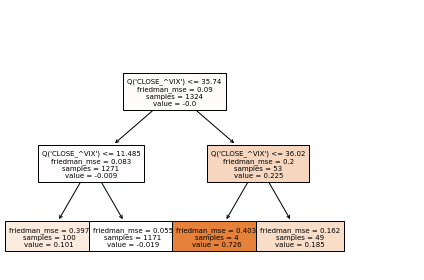 Q('CLOSE_^VIX') <= 35.74
friedman_mse = 0.09
samples = 1324
value = -0.0
Q('CLOSE_^VIX') <= 11.485
friedman_mse = 0.083
samples = 1271
value = -0.009
Q('CLOSE_^VIX') <= 36.02
friedman_mse = 0.2
samples = 53
value = 0.225
friedman_mse = 0.397
samples = 100
value = 0.101
friedman_mse = 0.055
samples = 1171
value = -0.019
friedman_mse = 0.403
samples = 4
value = 0.726
friedman_mse = 0.162
samples = 49
value = 0.185